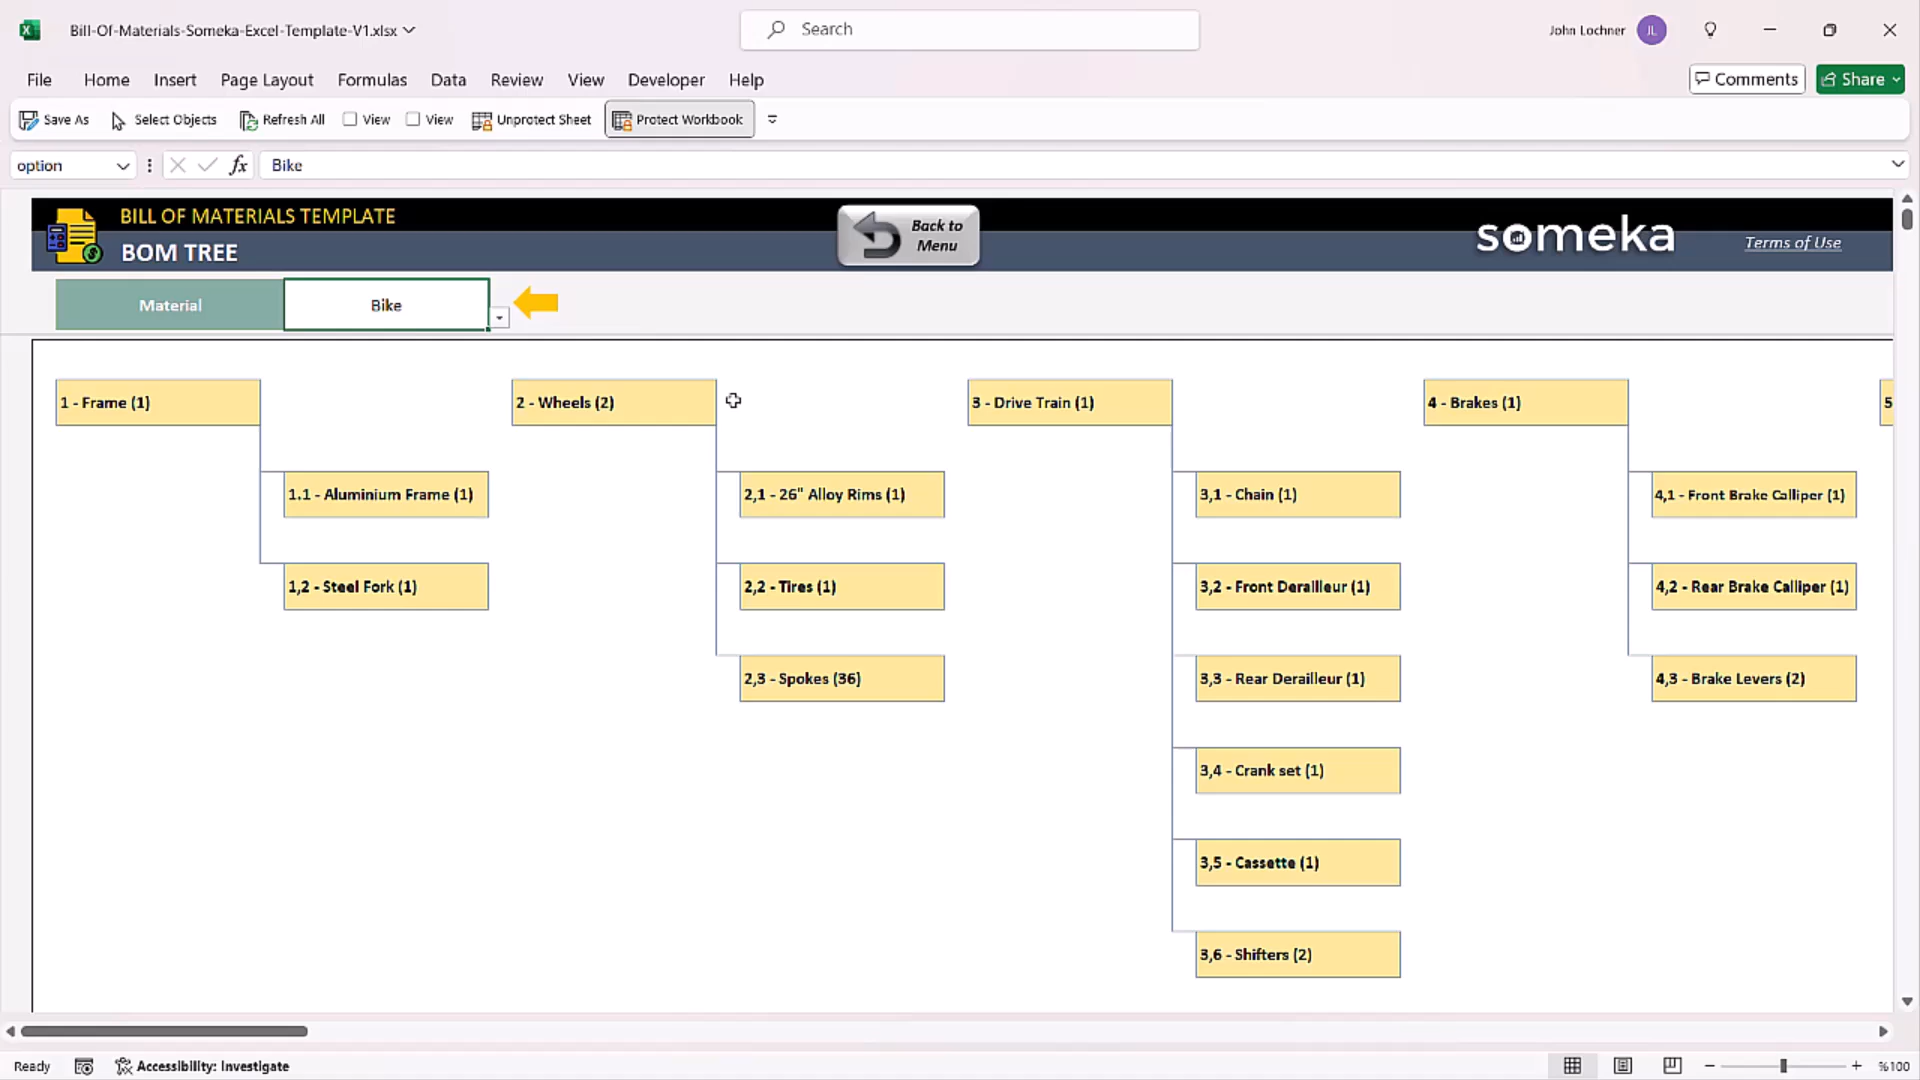 Bill-Of-Materials-Someka-Excel-Template-V1.xlsx
Search
John Lochner
JL
File Home Insert Page Layout Formulas Data Review View Developer Help
Comments
Share
Save As Select Objects Refresh All View View Unprotect Sheet Protect Workbook
option fx Bike
BILL OF MATERIALS TEMPLATE
BOM TREE
Back to
Menu
someka
Terms of Use
Material Bike
1 - Frame (1) 2 - Wheels (2) 3 - Drive Train (1) 4 - Brakes (1) 5
1.1 - Aluminium Frame (1) 2,1 - 26" Alloy Rims (1) 3,1 - Chain (1) 4,1 - Front Brake Calliper (1)
1,2 - Steel Fork (1) 2,2 - Tires (1) 3,2 - Front Derailleur (1) 4,2 - Rear Brake Calliper (1)
2,3 - Spokes (36) 3,3 - Rear Derailleur (1) 4,3 - Brake Levers (2)
3,4 - Crank set (1)
3,5 - Cassette (1)
3,6 - Shifters (2)
Ready Accessibility: Investigate %100